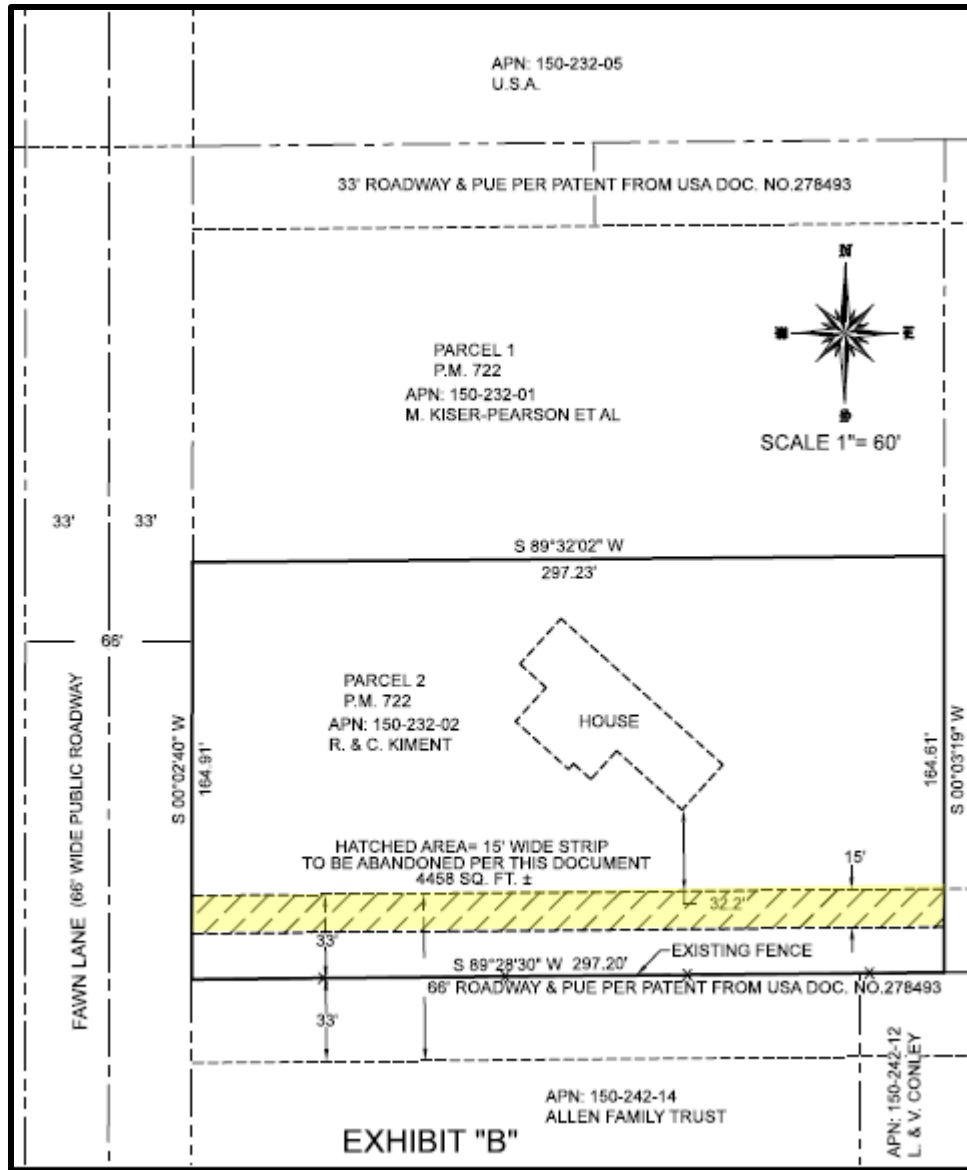 APN: 150-232-05
U.S.A.
33' ROADWAY & PUE PER PATENT FROM USA DOC. NO.278493
N
W
E
S
SCALE 1"= 60'
PARCEL 1
P.M. 722
APN: 150-232-01
M. KISER-PEARSON ET AL
33'
33'
S 89°32'02" W
297.23'
66'
FAWN LANE (66' WIDE PUBLIC ROADWAY
S 00°02'40" W
164.91'
PARCEL 2
P.M. 722
APN: 150-232-02
R. & C. KIMENT
HOUSE
164.61'
S 00°03'19" W
HATCHED AREA= 15' WIDE STRIP
TO BE ABANDONED PER THIS DOCUMENT
4458 SQ. FT. ±
15'
32.2'
33'
EXISTING FENCE
S 89°28'30" W 297.20'
66' ROADWAY & PUE PER PATENT FROM USA DOC. NO.278493
33'
APN: 150-242-14
ALLEN FAMILY TRUST
APN: 150-242-12
L. & V. CONLEY
EXHIBIT "B"